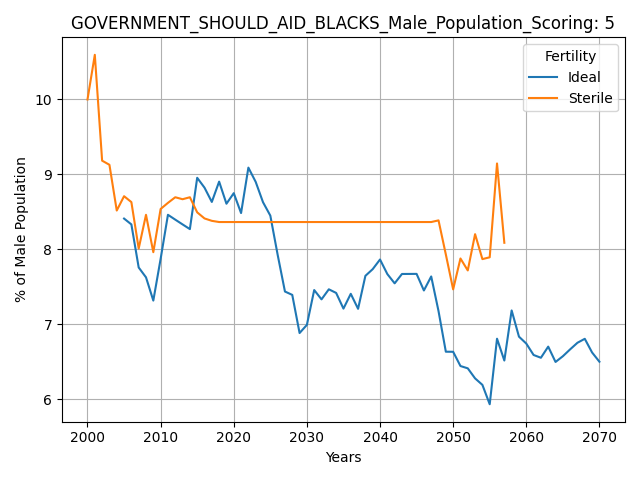 GOVERNMENT_SHOULD_AID_BLACKS_Male_Population_Scoring: 5
Fertility
Ideal
Sterile
10
9
8
7
6
% of Male Population
2000 2010 2020 2030 2040 2050 2060 2070
Years